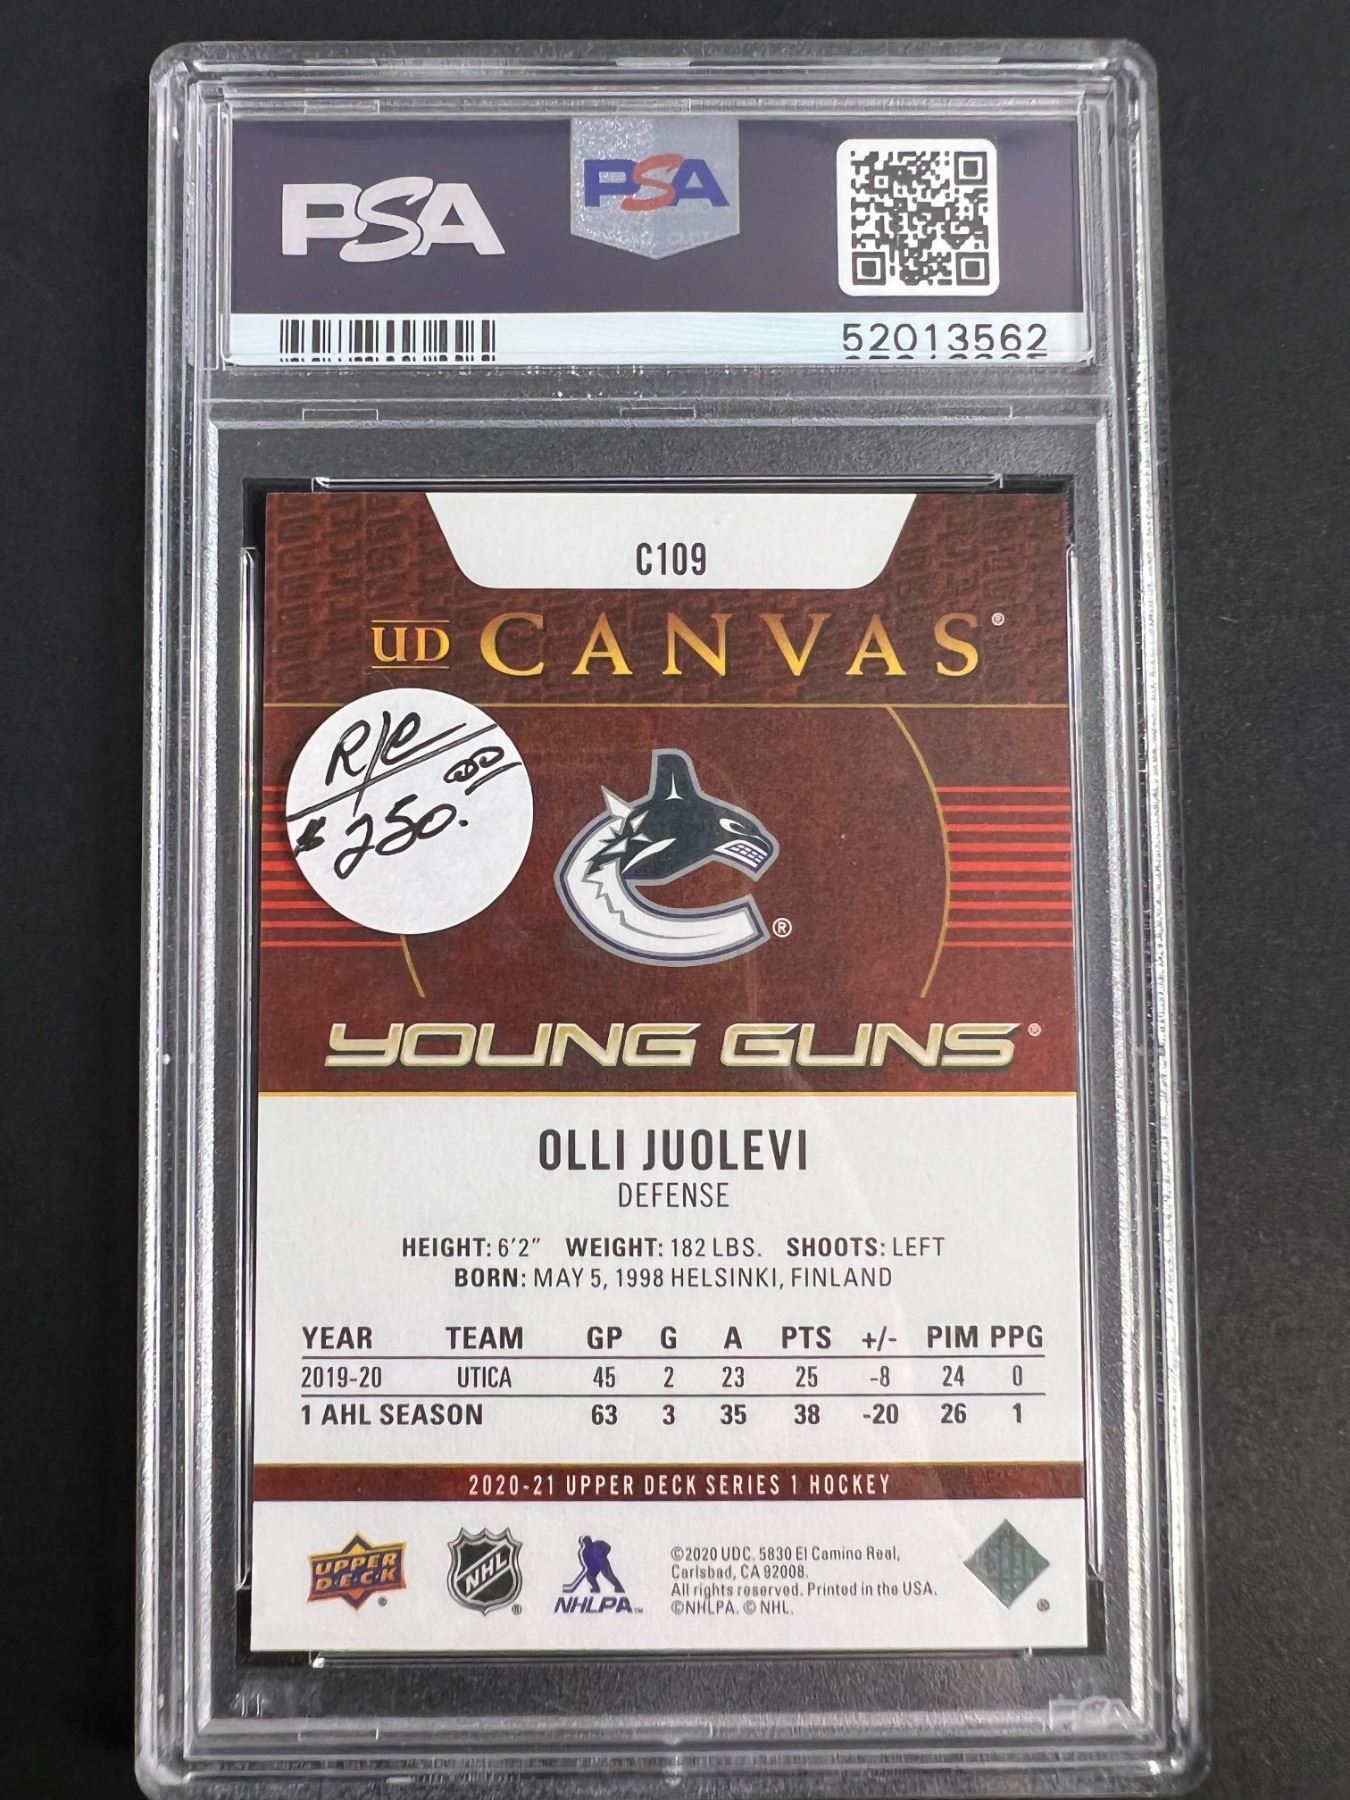 PSA
PSA
52013562
C109
UD CANVAS®
R/C
$250.00
®
YOUNG GUNS®
OLLI JUOLEVI
DEFENSE
HEIGHT: 6'2" WEIGHT: 182 LBS. SHOOTS: LEFT
BORN: MAY 5, 1998 HELSINKI, FINLAND
YEAR TEAM GP G A PTS +/- PIM PPG
2019-20 UTICA 45 2 23 25 -8 24 0
1 AHL SEASON 63 3 35 38 -20 26 1
2020-21 UPPER DECK SERIES 1 HOCKEY
UPPER DECK ®
NHL ®
NHLPA™
©2020 UDC. 5830 El Camino Real,
Carlsbad, CA 92008.
All rights reserved. Printed in the USA.
©NHLPA. © NHL.
®